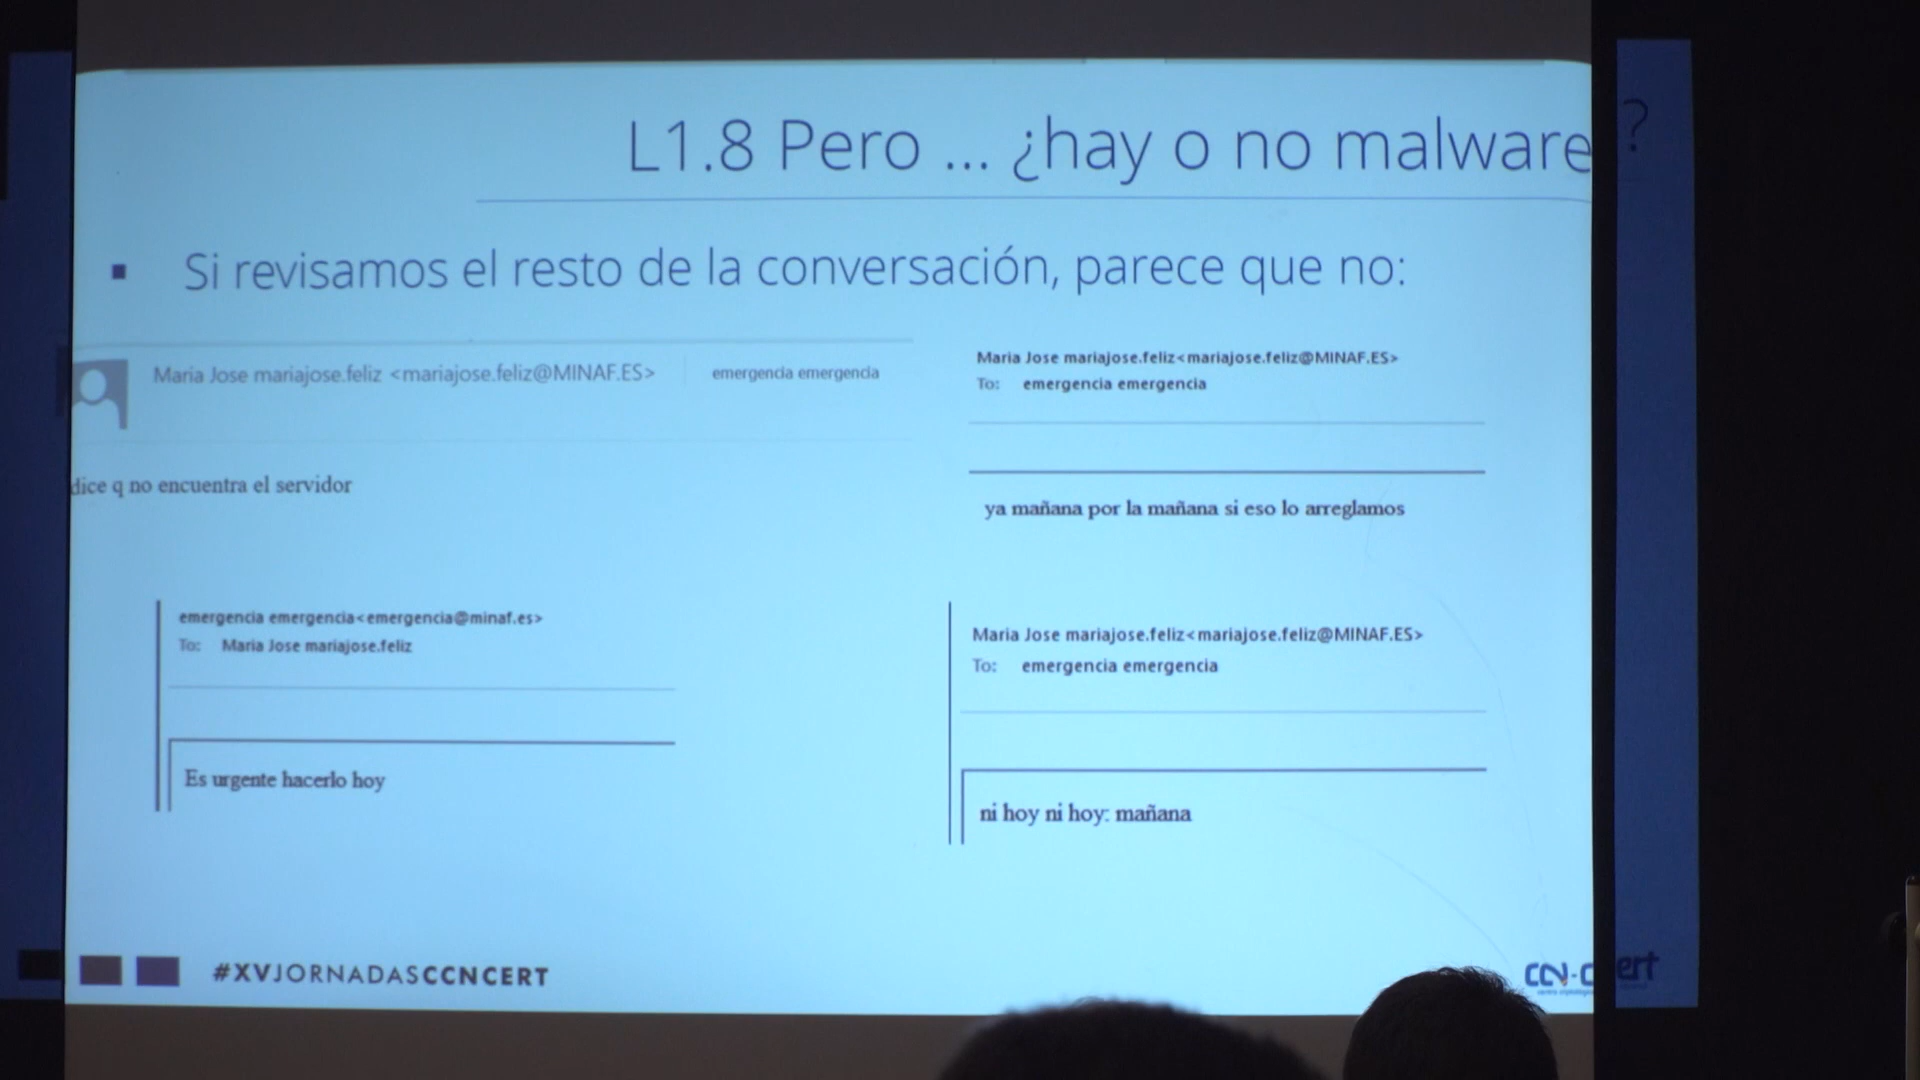 L1.8 Pero ... ¿hay o no malware ?
▪ Si revisamos el resto de la conversación, parece que no:
Maria Jose mariajose.feliz <mariajose.feliz@MINAF.ES> emergencia emergencia
dice q no encuentra el servidor
Maria Jose mariajose.feliz<mariajose.feliz@MINAF.ES>
To: emergencia emergencia
ya mañana por la mañana si eso lo arreglamos
emergencia emergencia<emergencia@minaf.es>
To: Maria Jose mariajose.feliz
Es urgente hacerlo hoy
Maria Jose mariajose.feliz<mariajose.feliz@MINAF.ES>
To: emergencia emergencia
ni hoy ni hoy: mañana
#XVJORNADASCCNCERT